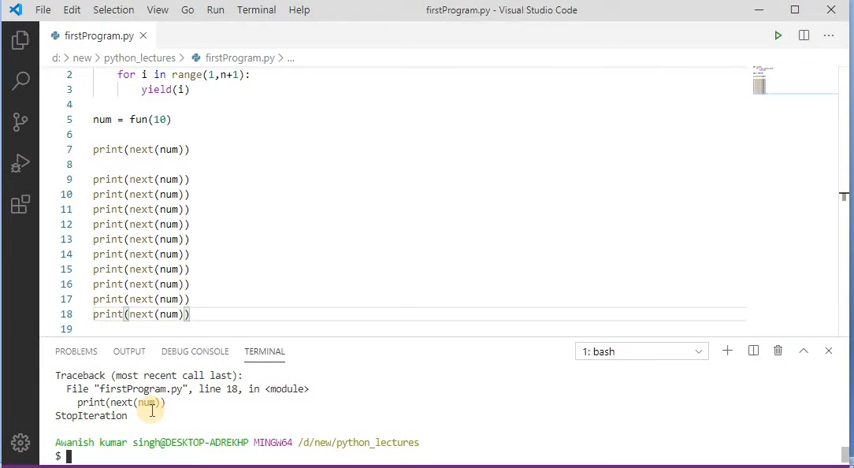 File Edit Selection View Go Run Terminal Help firstProgram.py - Visual Studio Code
firstProgram.py
d: > new > python_lectures > firstProgram.py > ...
2 for i in range(1,n+1):
3 yield(i)
4
5 num = fun(10)
6
7 print(next(num))
8
9 print(next(num))
10 print(next(num))
11 print(next(num))
12 print(next(num))
13 print(next(num))
14 print(next(num))
15 print(next(num))
16 print(next(num))
17 print(next(num))
18 print(next(num))
19
PROBLEMS OUTPUT DEBUG CONSOLE TERMINAL 1: bash
Traceback (most recent call last):
File "firstProgram.py", line 18, in <module>
print(next(num))
StopIteration
Awanish kumar singh@DESKTOP-ADREKHP MINGW64 /d/new/python_lectures
$